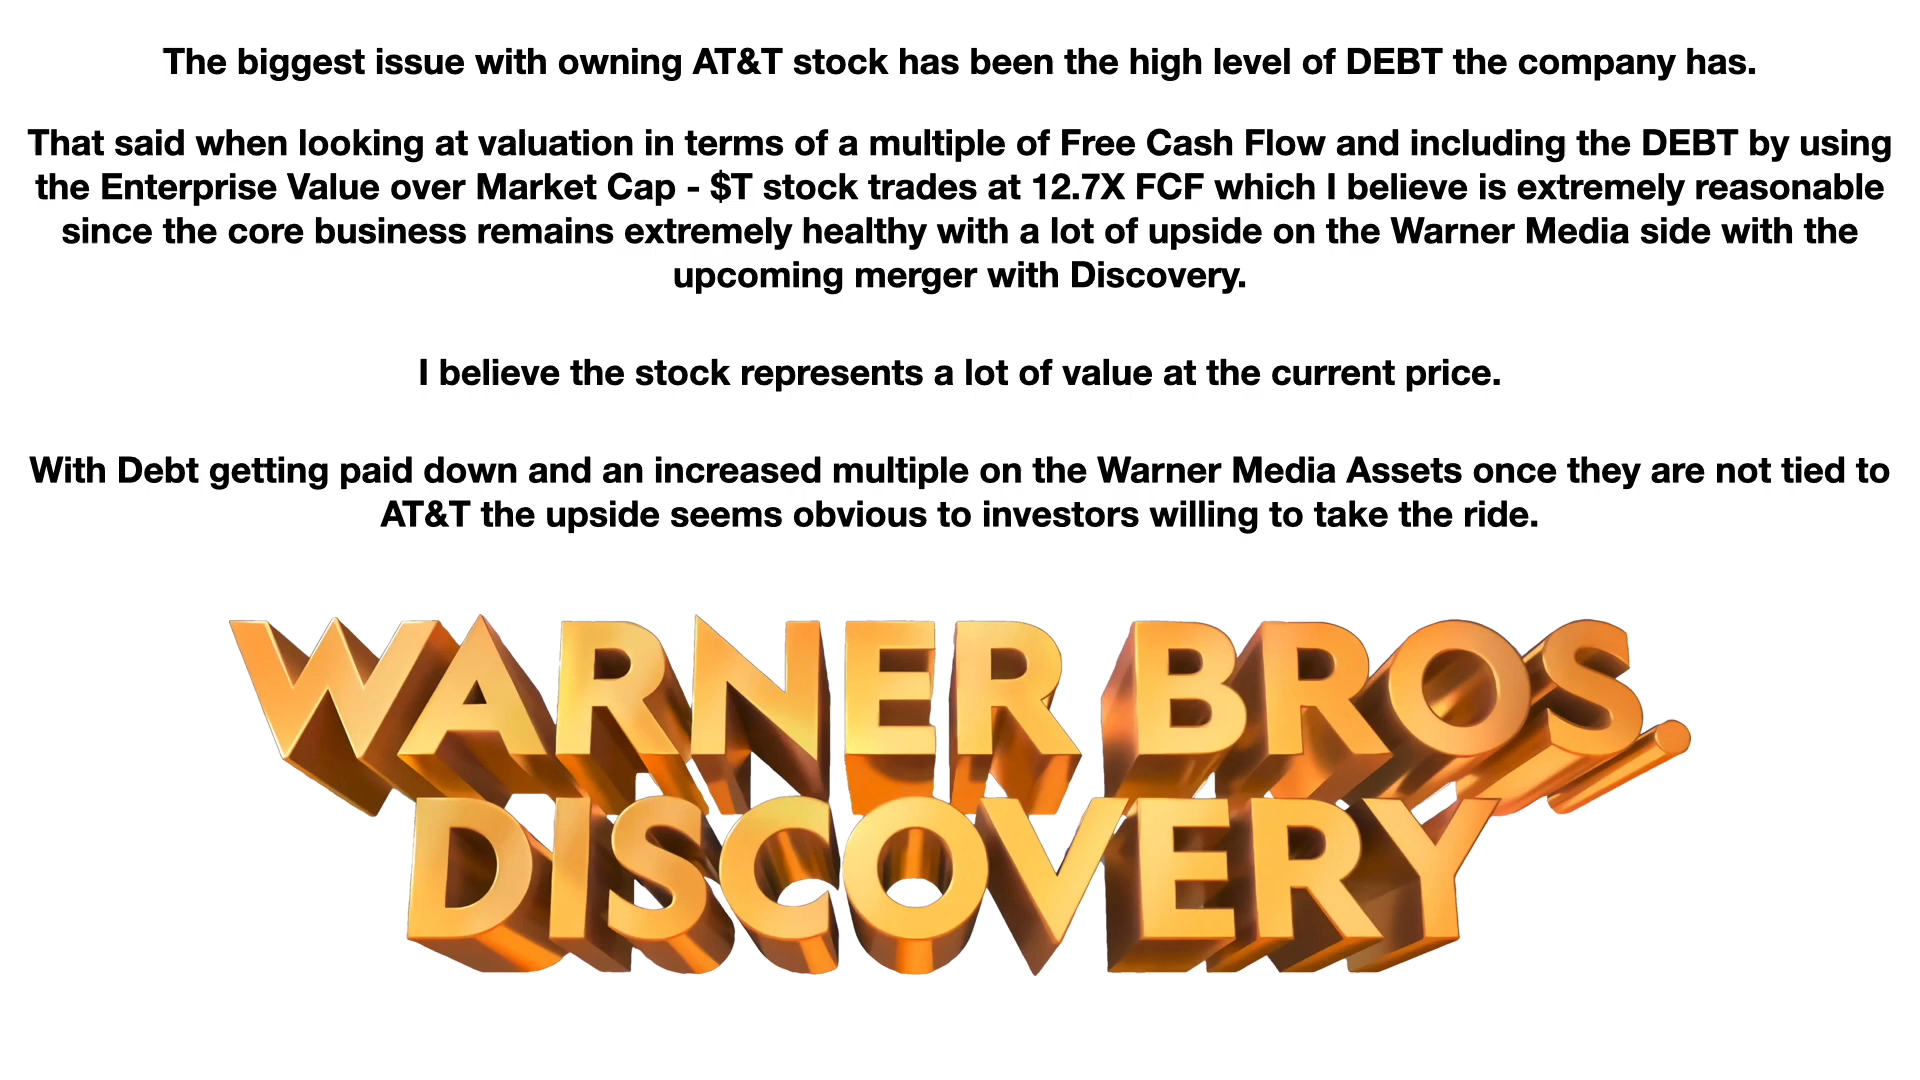 The biggest issue with owning AT&T stock has been the high level of DEBT the company has.
That said when looking at valuation in terms of a multiple of Free Cash Flow and including the DEBT by using
the Enterprise Value over Market Cap - $T stock trades at 12.7X FCF which I believe is extremely reasonable
since the core business remains extremely healthy with a lot of upside on the Warner Media side with the
upcoming merger with Discovery.
I believe the stock represents a lot of value at the current price.
With Debt getting paid down and an increased multiple on the Warner Media Assets once they are not tied to
AT&T the upside seems obvious to investors willing to take the ride.
WARNER BROS.
DISCOVERY